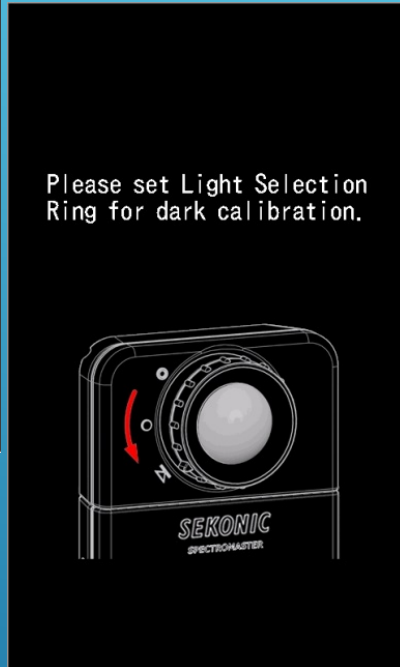 Please set Light Selection
Ring for dark calibration.
SEKONIC
SPECTROMASTER